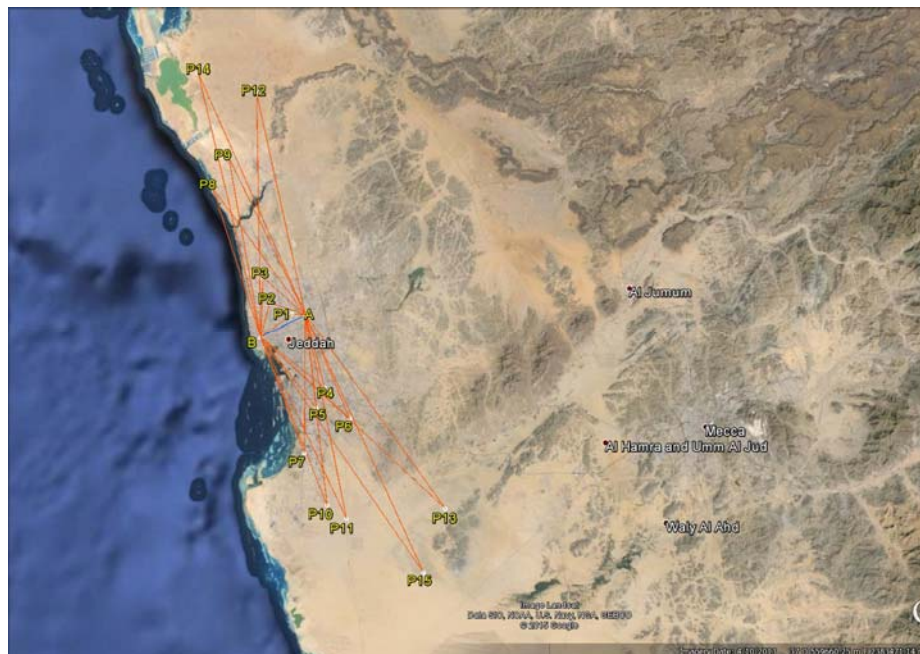 P14
P12
P9
P8
P3
Al Jumum
P2
P1
A
B
Jeddah
P4
P5
P6
Mecca
Al Hamra and Umm Al Jud
P7
P10
P13
P11
Waly Al Ahd
P15
Image Landsat
Data SIO, NOAA, U.S. Navy, NGA, GEBCO
© 2015 Google